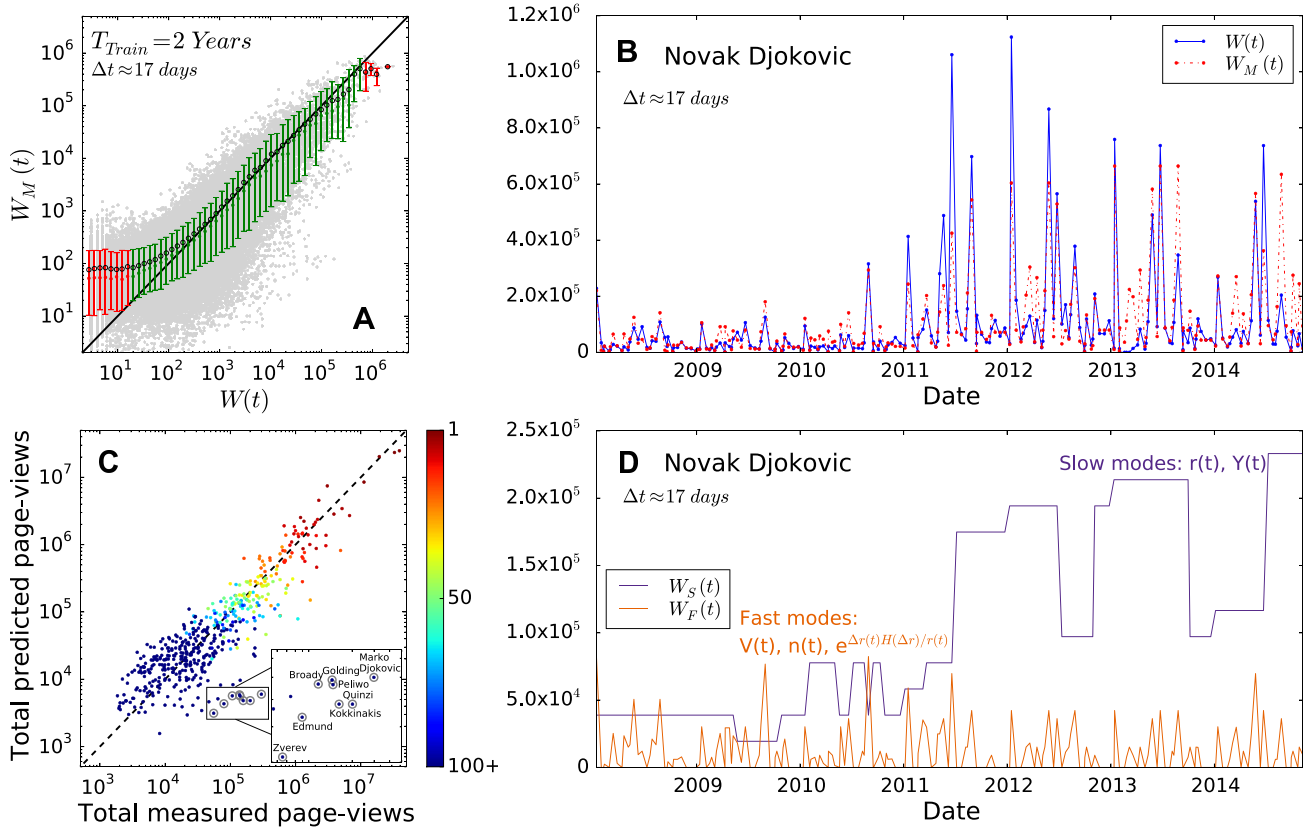 T_Train = 2 Years
Δt ≈ 17 days
A
W_M(t)
10^6
10^5
10^4
10^3
10^2
10^1
10^1 10^2 10^3 10^4 10^5 10^6
W(t)
B Novak Djokovic
Δt ≈ 17 days
W(t)
W_M(t)
1.2x10^6
1.0x10^6
8.0x10^5
6.0x10^5
4.0x10^5
2.0x10^5
0
2009 2010 2011 2012 2013 2014
Date
C
Total predicted page-views
10^7
10^6
10^5
10^4
10^3
10^3 10^4 10^5 10^6 10^7
Total measured page-views
Marko
Djokovic
Golding
Broady
Peliwo
Quinzi
Kokkinakis
Edmund
Zverev
1
50
100+
D Novak Djokovic
Δt ≈ 17 days
Slow modes: r(t), Y(t)
W_S(t)
W_F(t)
Fast modes:
V(t), n(t), e^{Δr(t)H(Δr)/r(t)}
2.5x10^5
2.0x10^5
1.5x10^5
1.0x10^5
5.0x10^4
0
2009 2010 2011 2012 2013 2014
Date